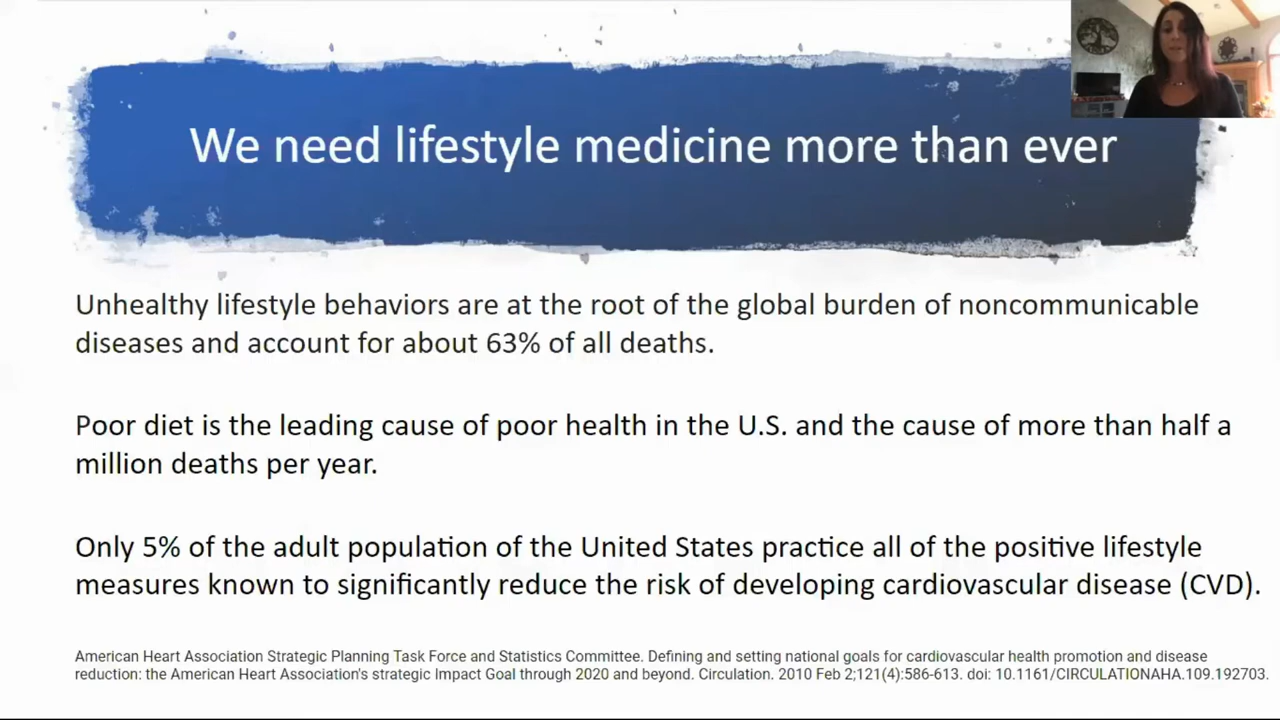 We need lifestyle medicine more than ever
Unhealthy lifestyle behaviors are at the root of the global burden of noncommunicable
diseases and account for about 63% of all deaths.
Poor diet is the leading cause of poor health in the U.S. and the cause of more than half a
million deaths per year.
Only 5% of the adult population of the United States practice all of the positive lifestyle
measures known to significantly reduce the risk of developing cardiovascular disease (CVD).
American Heart Association Strategic Planning Task Force and Statistics Committee. Defining and setting national goals for cardiovascular health promotion and disease
reduction: the American Heart Association's strategic Impact Goal through 2020 and beyond. Circulation. 2010 Feb 2;121(4):586-613. doi: 10.1161/CIRCULATIONAHA.109.192703.